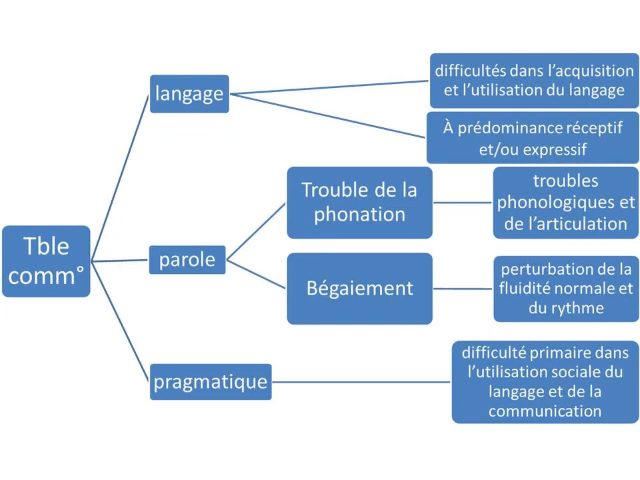 Tble
comm°
langage
difficultés dans l'acquisition
et l'utilisation du langage
À prédominance réceptif
et/ou expressif
parole
Trouble de la
phonation
troubles
phonologiques et
de l'articulation
Bégaiement
perturbation de la
fluidité normale et
du rythme
pragmatique
difficulté primaire dans
l'utilisation sociale du
langage et de la
communication